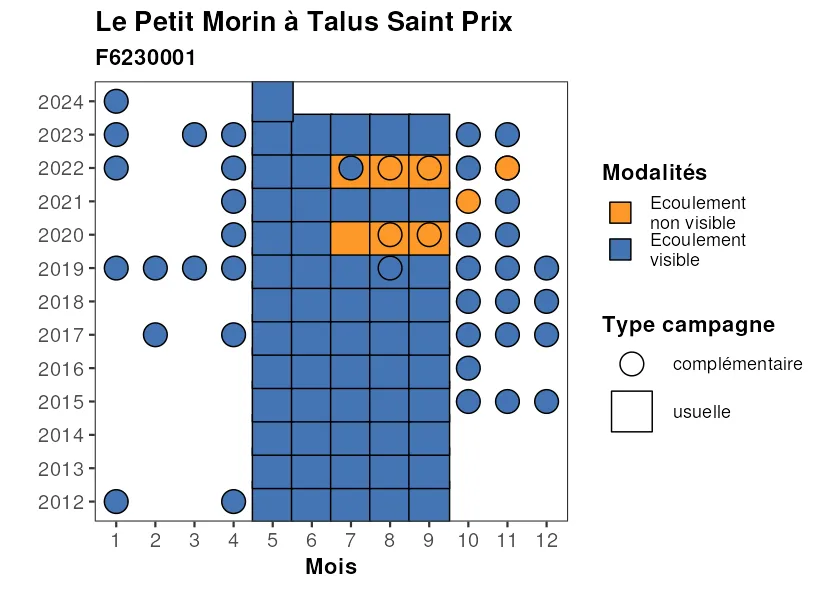 Le Petit Morin à Talus Saint Prix
F6230001
2024
2023
2022
2021
2020
2019
2018
2017
2016
2015
2014
2013
2012
1 2 3 4 5 6 7 8 9 10 11 12
Mois
Modalités
Ecoulement
non visible
Ecoulement
visible
Type campagne
complémentaire
usuelle